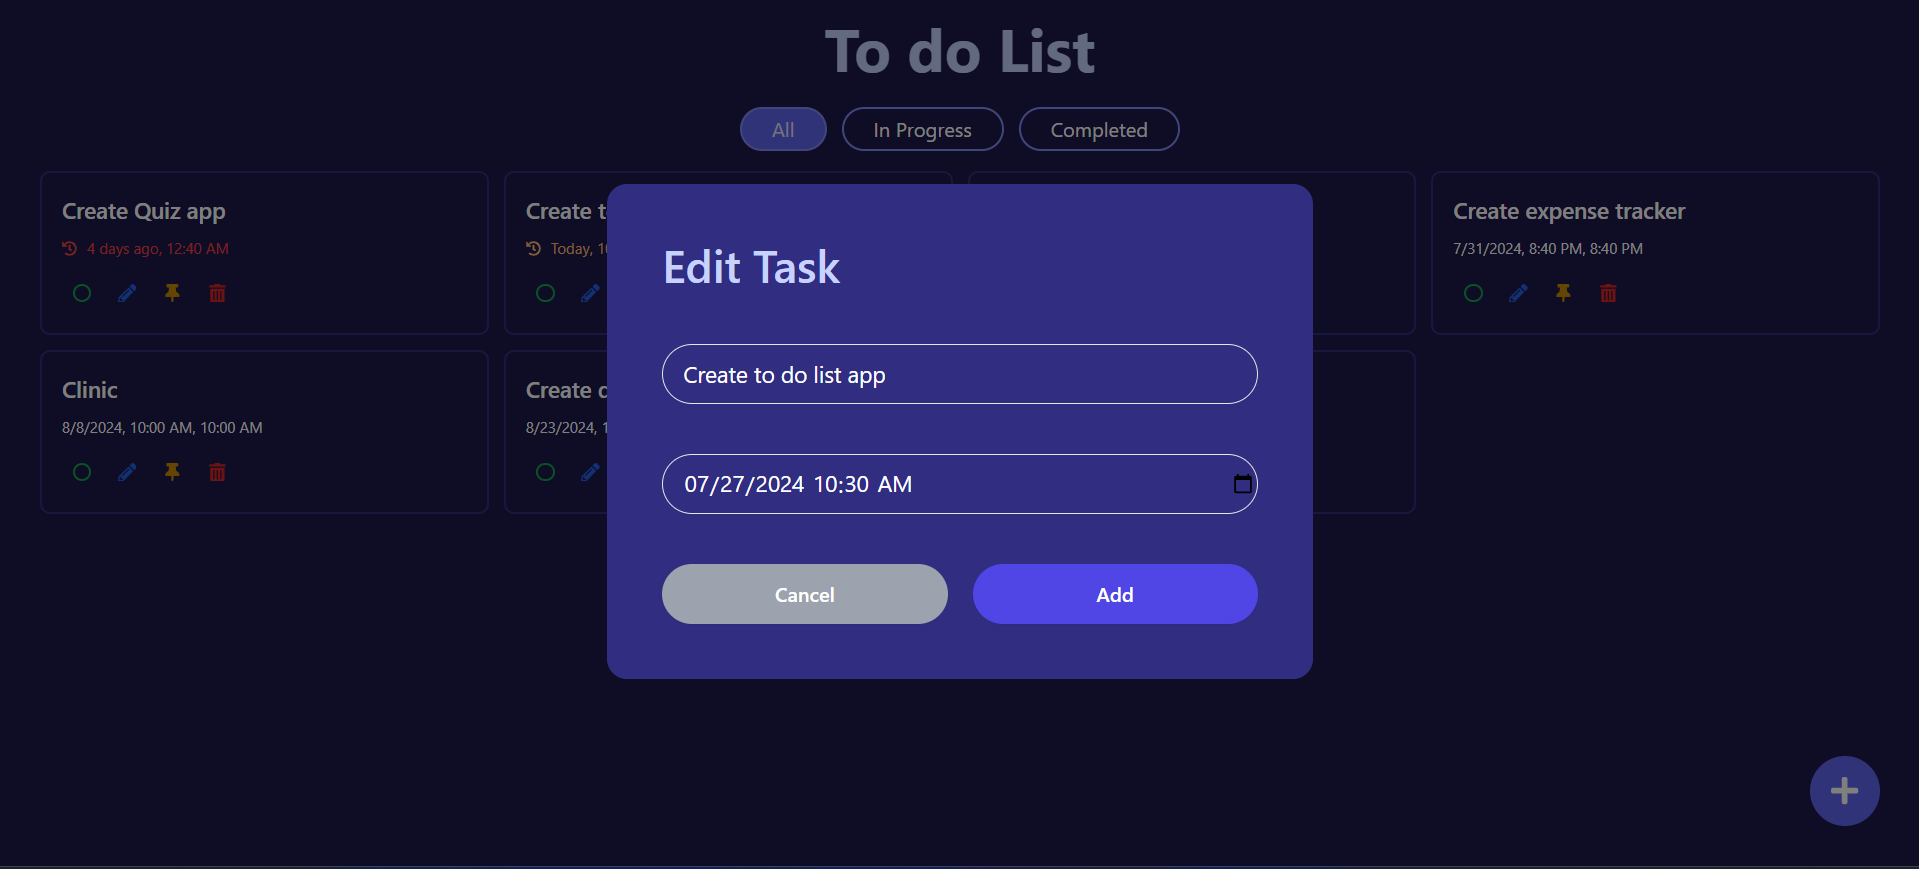 To do List
All
In Progress
Completed
Create Quiz app
4 days ago, 12:40 AM
Create
Today,
Create expense tracker
7/31/2024, 8:40 PM, 8:40 PM
Clinic
8/8/2024, 10:00 AM, 10:00 AM
Create
8/23/2024,
Edit Task
Create to do list app
07/27/2024 10:30 AM
Cancel
Add